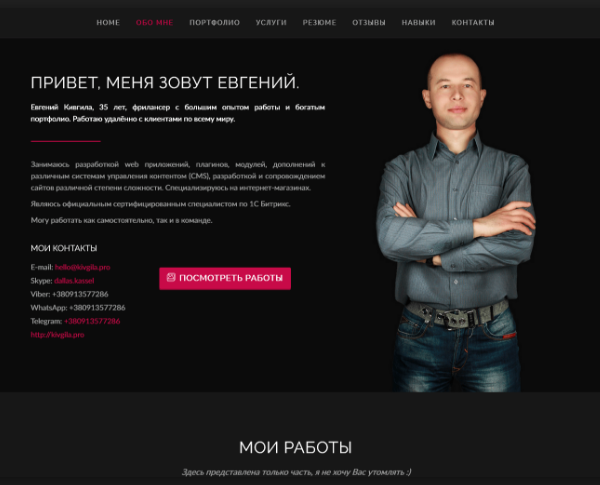 HOME ОБО МНЕ ПОРТФОЛИО УСЛУГИ РЕЗЮМЕ ОТЗЫВЫ НАВЫКИ КОНТАКТЫ
ПРИВЕТ, МЕНЯ ЗОВУТ ЕВГЕНИЙ.
Евгений Кивгила, 35 лет, фрилансер с большим опытом работы и богатым
портфолио. Работаю удалённо с клиентами по всему миру.
Занимаюсь разработкой web приложений, плагинов, модулей, дополнений к
различным системам управления контентом (CMS), разработкой и сопровождением
сайтов различной степени сложности. Специализируюсь на интернет-магазинах.
Являюсь официальным сертифицированным специалистом по 1С Битрикс.
Могу работать как самостоятельно, так и в команде.
МОИ КОНТАКТЫ
E-mail: hello@kivgila.pro
Skype: dallas.kasael
Viber: +380913577286
WhatsApp: +380913577286
Telegram: +380913577286
http://kivgila.pro
ПОСМОТРЕТЬ РАБОТЫ
МОИ РАБОТЫ
Здесь представлена только часть, я не хочу Вас утомлять :)